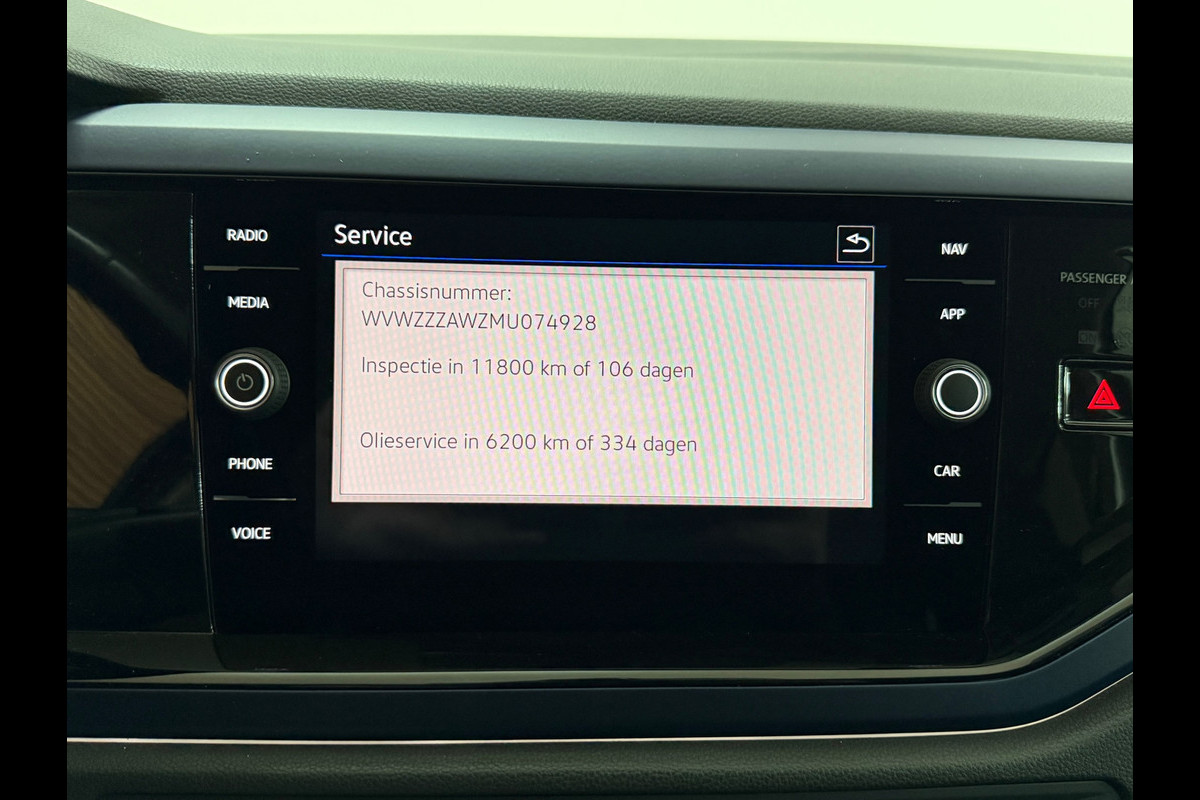 RADIO
MEDIA
PHONE
VOICE
Service
Chassisnummer:
WVWZZZAWZMU074928
Inspectie in 11800 km of 106 dagen
Olieservice in 6200 km of 334 dagen
NAV
APP
CAR
MENU
PASSENGER
OFF